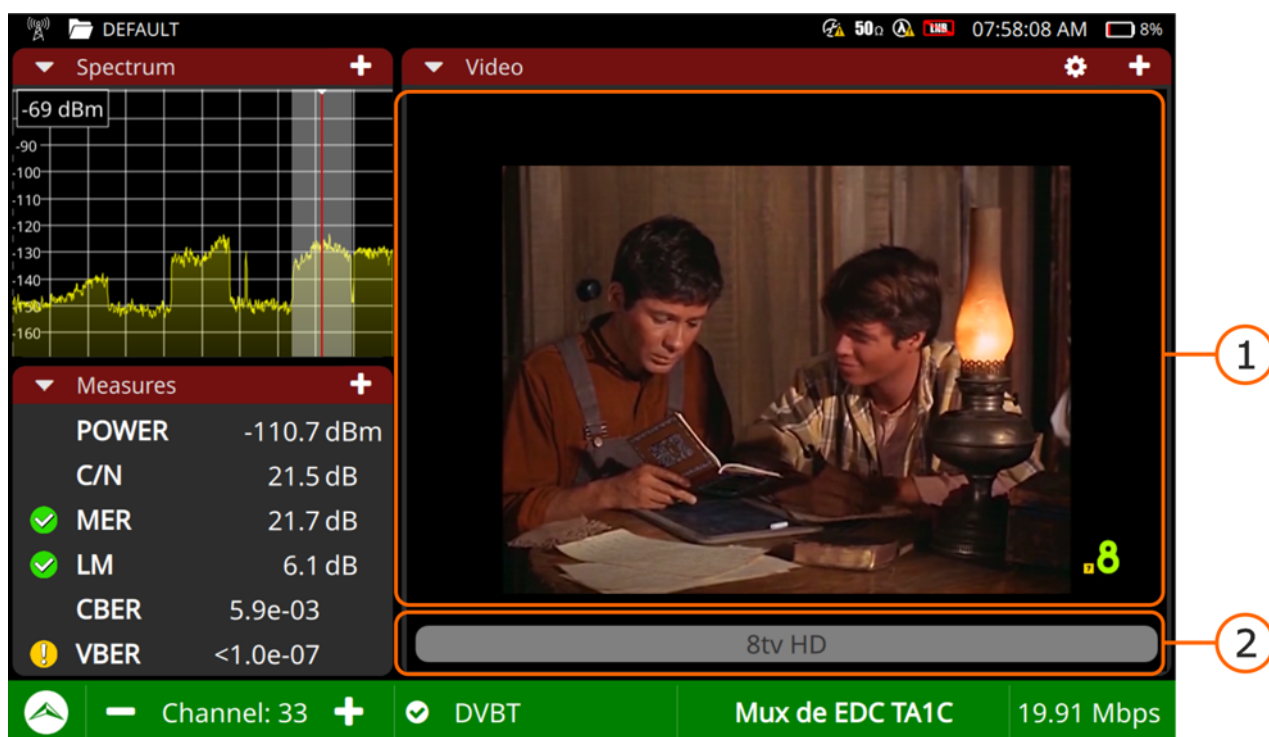 DEFAULT
50Ω
LNB
07:58:08 AM
8%
Spectrum
Video
-69 dBm
-90
-100
-110
-120
-130
-140
-150
-160
1
Measures
POWER -110.7 dBm
C/N 21.5 dB
MER 21.7 dB
LM 6.1 dB
CBER 5.9e-03
VBER <1.0e-07
7
8
8tv HD
2
Channel: 33
DVBT
Mux de EDC TA1C
19.91 Mbps